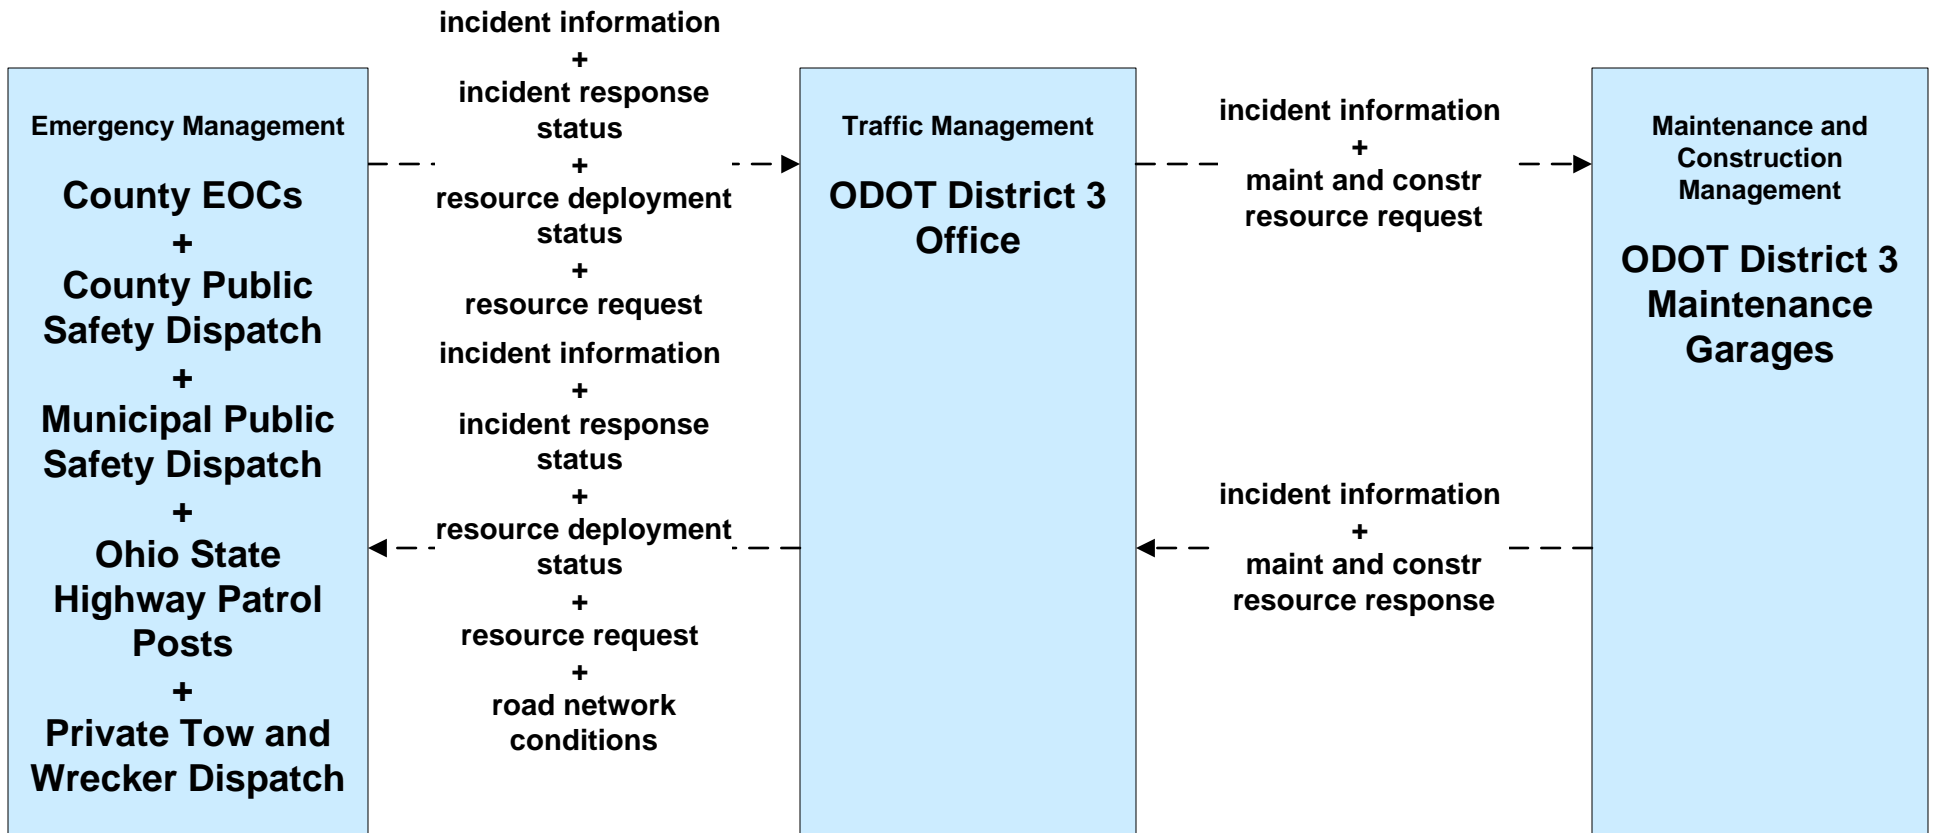 Emergency Management
County EOCs
+
County Public
Safety Dispatch
+
Municipal Public
Safety Dispatch
+
Ohio State
Highway Patrol
Posts
+
Private Tow and
Wrecker Dispatch
incident information
+
incident response
status
+
resource deployment
status
+
resource request
incident information
+
incident response
status
+
resource deployment
status
+
resource request
+
road network
conditions
Traffic Management
ODOT District 3
Office
incident information
+
maint and constr
resource request
incident information
+
maint and constr
resource response
Maintenance and
Construction
Management
ODOT District 3
Maintenance
Garages